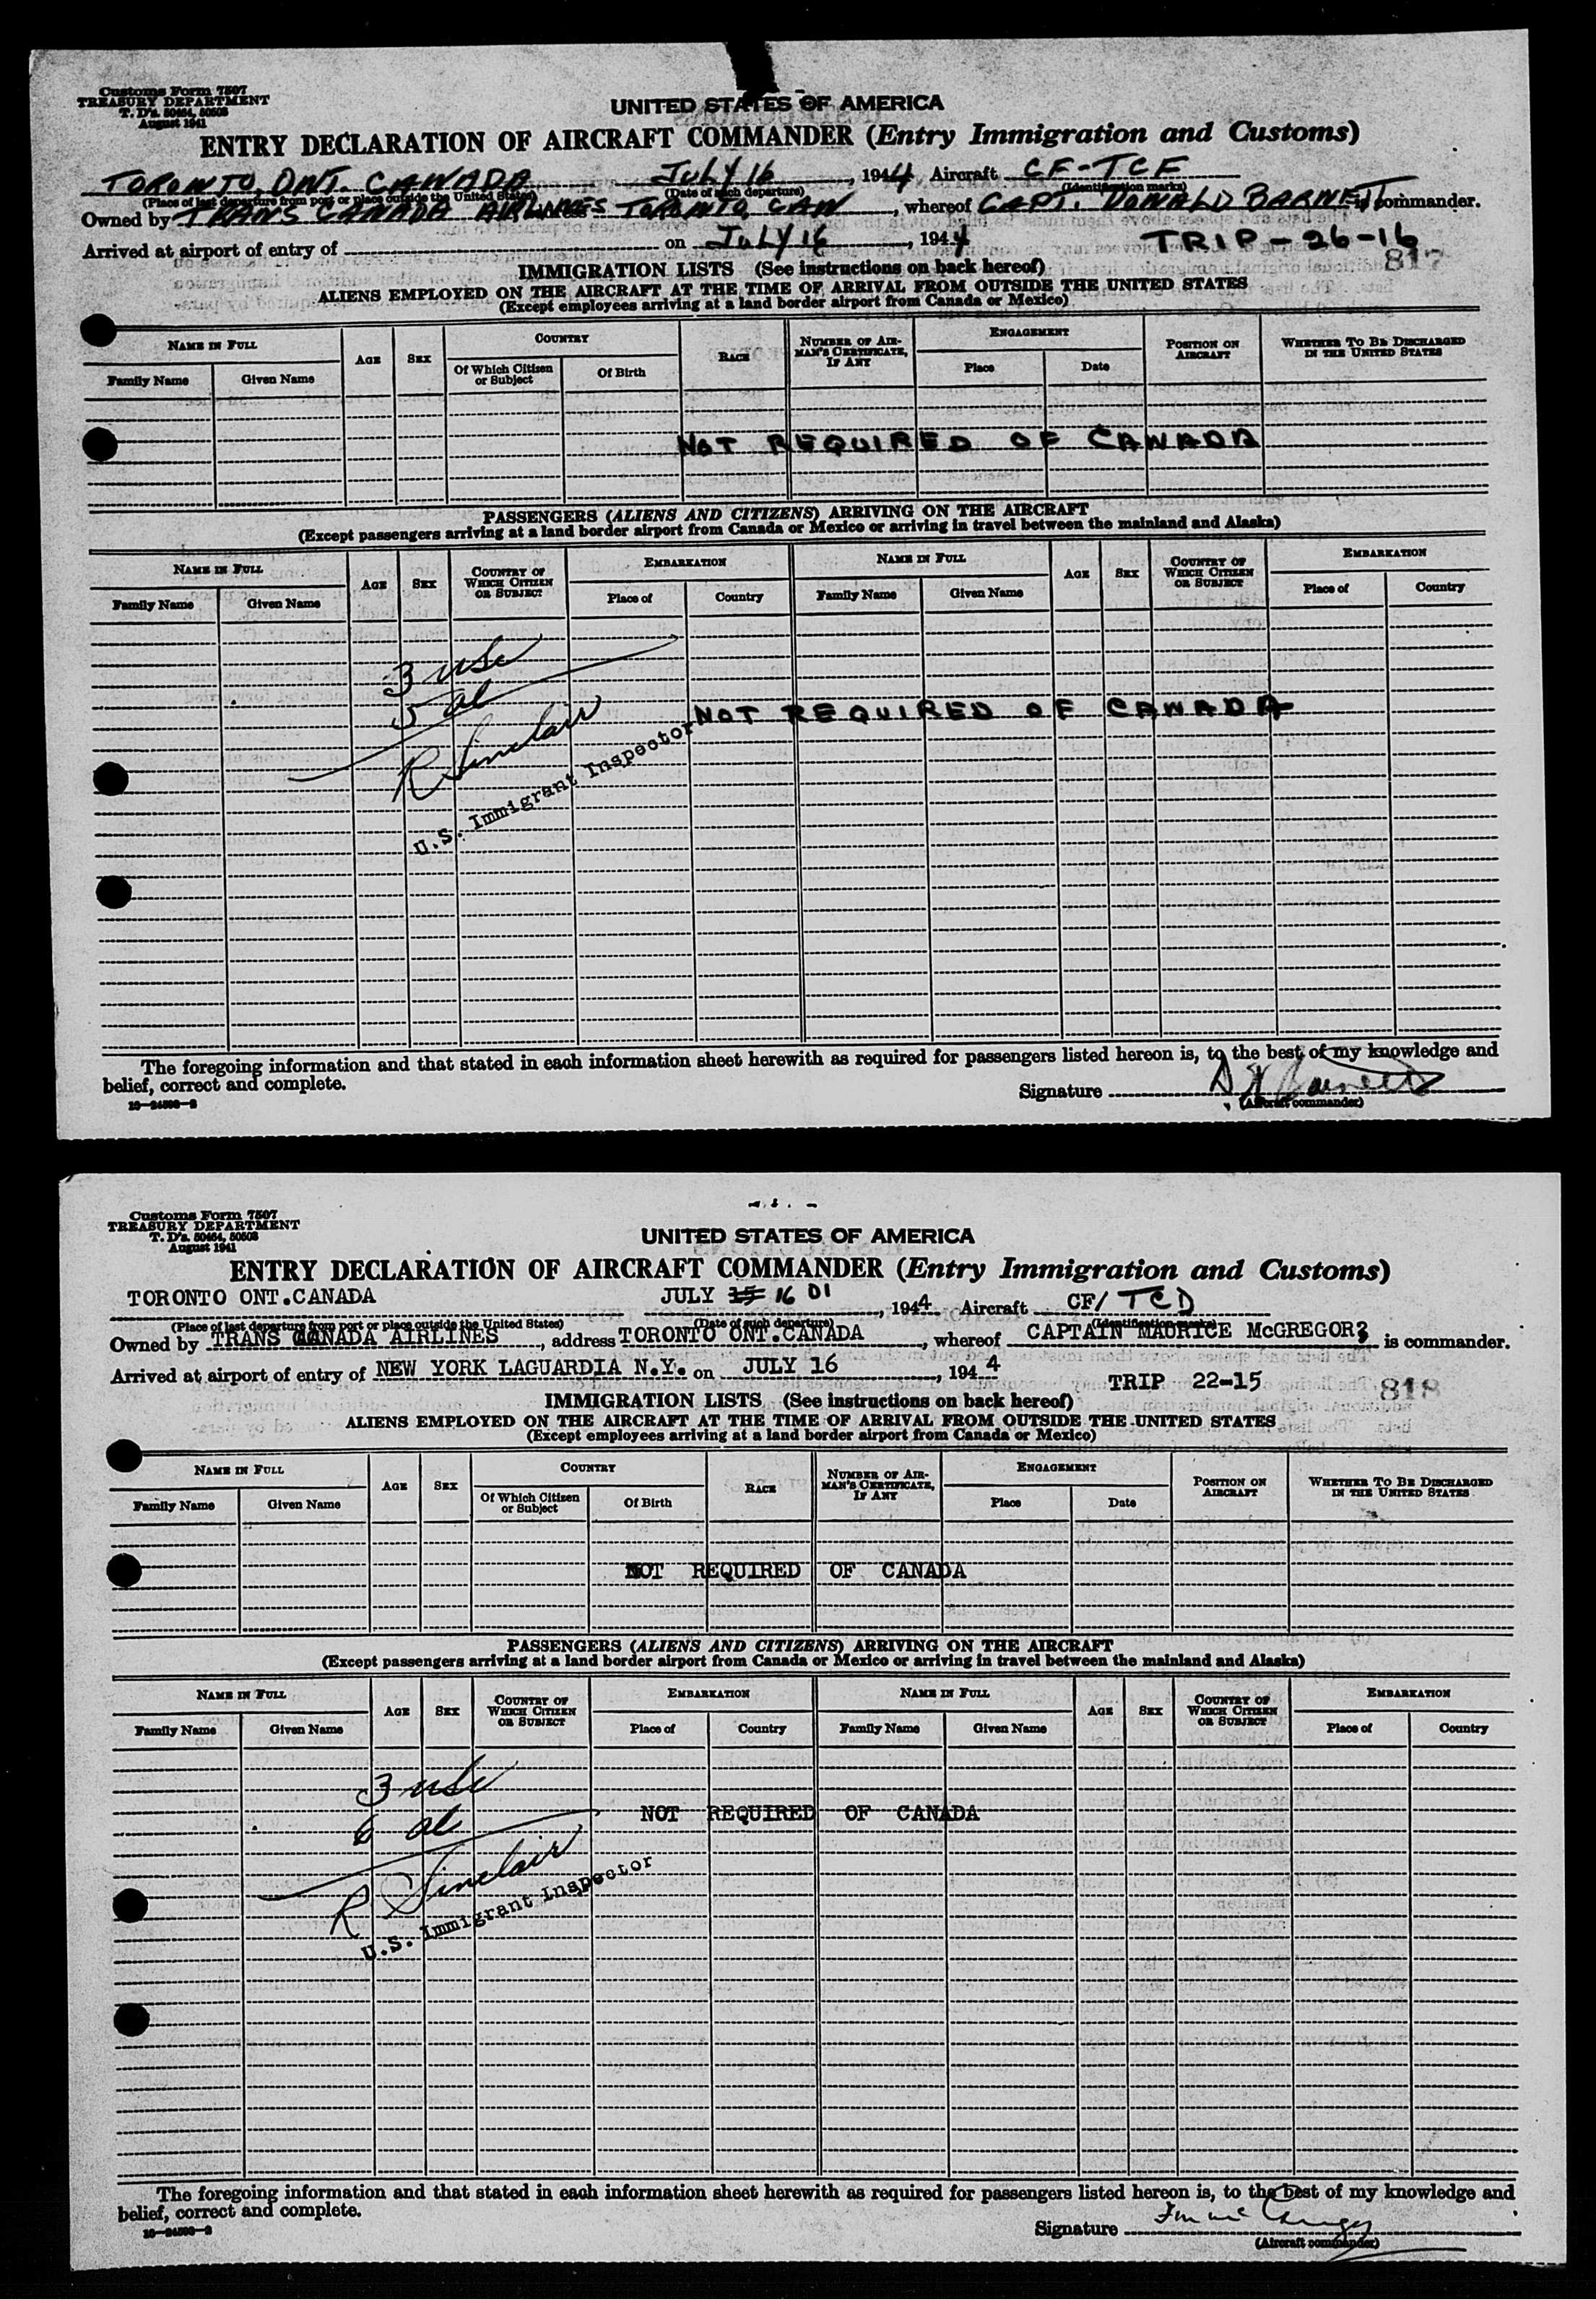 Customs Form 7507
TREASURY DEPARTMENT
T. D's. 50464, 50503
August 1941
UNITED STATES OF AMERICA
ENTRY DECLARATION OF AIRCRAFT COMMANDER (Entry Immigration and Customs)
TORONTO, ONT. CANADA JULY 16, 1944 Aircraft CF-TCF
(Place of last departure from port or place outside the United States) (Date of such departure) (Identification marks)
Owned by TRANS CANADA AIRLINES TORONTO, CAN, whereof CAPT. DONALD BARNETT is commander.
Arrived at airport of entry of on JULY 16, 1944 TRIP-26-16
817
IMMIGRATION LISTS (See instructions on back hereof)
ALIENS EMPLOYED ON THE AIRCRAFT AT THE TIME OF ARRIVAL FROM OUTSIDE THE UNITED STATES
(Except employees arriving at a land border airport from Canada or Mexico)
NAME IN FULL AGE SEX COUNTRY RACE NUMBER OF AIRMAN'S CERTIFICATE, IF ANY ENGAGEMENT POSITION ON AIRCRAFT WHETHER TO BE DISCHARGED IN THE UNITED STATES
Family Name Given Name Of Which Citizen or Subject Of Birth Place Date
NOT REQUIRED OF CANADA
PASSENGERS (ALIENS AND CITIZENS) ARRIVING ON THE AIRCRAFT
(Except passengers arriving at a land border airport from Canada or Mexico or arriving in travel between the mainland and Alaska)
NAME IN FULL AGE SEX COUNTRY OF WHICH CITIZEN OR SUBJECT EMBARKATION NAME IN FULL AGE SEX COUNTRY OF WHICH CITIZEN OR SUBJECT EMBARKATION
Family Name Given Name Place of Country Family Name Given Name Place of Country
3 usc
5 al
NOT REQUIRED OF CANADA
R Sinclair
U.S. Immigrant Inspector
The foregoing information and that stated in each information sheet herewith as required for passengers listed hereon is, to the best of my knowledge and
belief, correct and complete.
Signature D Barnett
(Aircraft commander)
Customs Form 7507
TREASURY DEPARTMENT
T. D's. 50464, 50503
August 1941
UNITED STATES OF AMERICA
ENTRY DECLARATION OF AIRCRAFT COMMANDER (Entry Immigration and Customs)
TORONTO ONT.CANADA JULY 15 16 DI, 1944 Aircraft CF/TCD
(Place of last departure from port or place outside the United States) (Date of such departure) (Identification marks)
Owned by TRANS CANADA AIRLINES, address TORONTO ONT.CANADA, whereof CAPTAIN MAURICE McGREGOR is commander.
Arrived at airport of entry of NEW YORK LAGUARDIA N.Y. on JULY 16, 1944
TRIP 22-15 818
IMMIGRATION LISTS (See instructions on back hereof)
ALIENS EMPLOYED ON THE AIRCRAFT AT THE TIME OF ARRIVAL FROM OUTSIDE THE UNITED STATES
(Except employees arriving at a land border airport from Canada or Mexico)
NAME IN FULL AGE SEX COUNTRY RACE NUMBER OF AIRMAN'S CERTIFICATE, IF ANY ENGAGEMENT POSITION ON AIRCRAFT WHETHER TO BE DISCHARGED IN THE UNITED STATES
Family Name Given Name Of Which Citizen or Subject Of Birth Place Date
NOT REQUIRED OF CANADA
PASSENGERS (ALIENS AND CITIZENS) ARRIVING ON THE AIRCRAFT
(Except passengers arriving at a land border airport from Canada or Mexico or arriving in travel between the mainland and Alaska)
NAME IN FULL AGE SEX COUNTRY OF WHICH CITIZEN OR SUBJECT EMBARKATION NAME IN FULL AGE SEX COUNTRY OF WHICH CITIZEN OR SUBJECT EMBARKATION
Family Name Given Name Place of Country Family Name Given Name Place of Country
3 usc
6 al
NOT REQUIRED OF CANADA
R Sinclair
U.S. Immigrant Inspector
The foregoing information and that stated in each information sheet herewith as required for passengers listed hereon is, to the best of my knowledge and
belief, correct and complete.
Signature
(Aircraft commander)